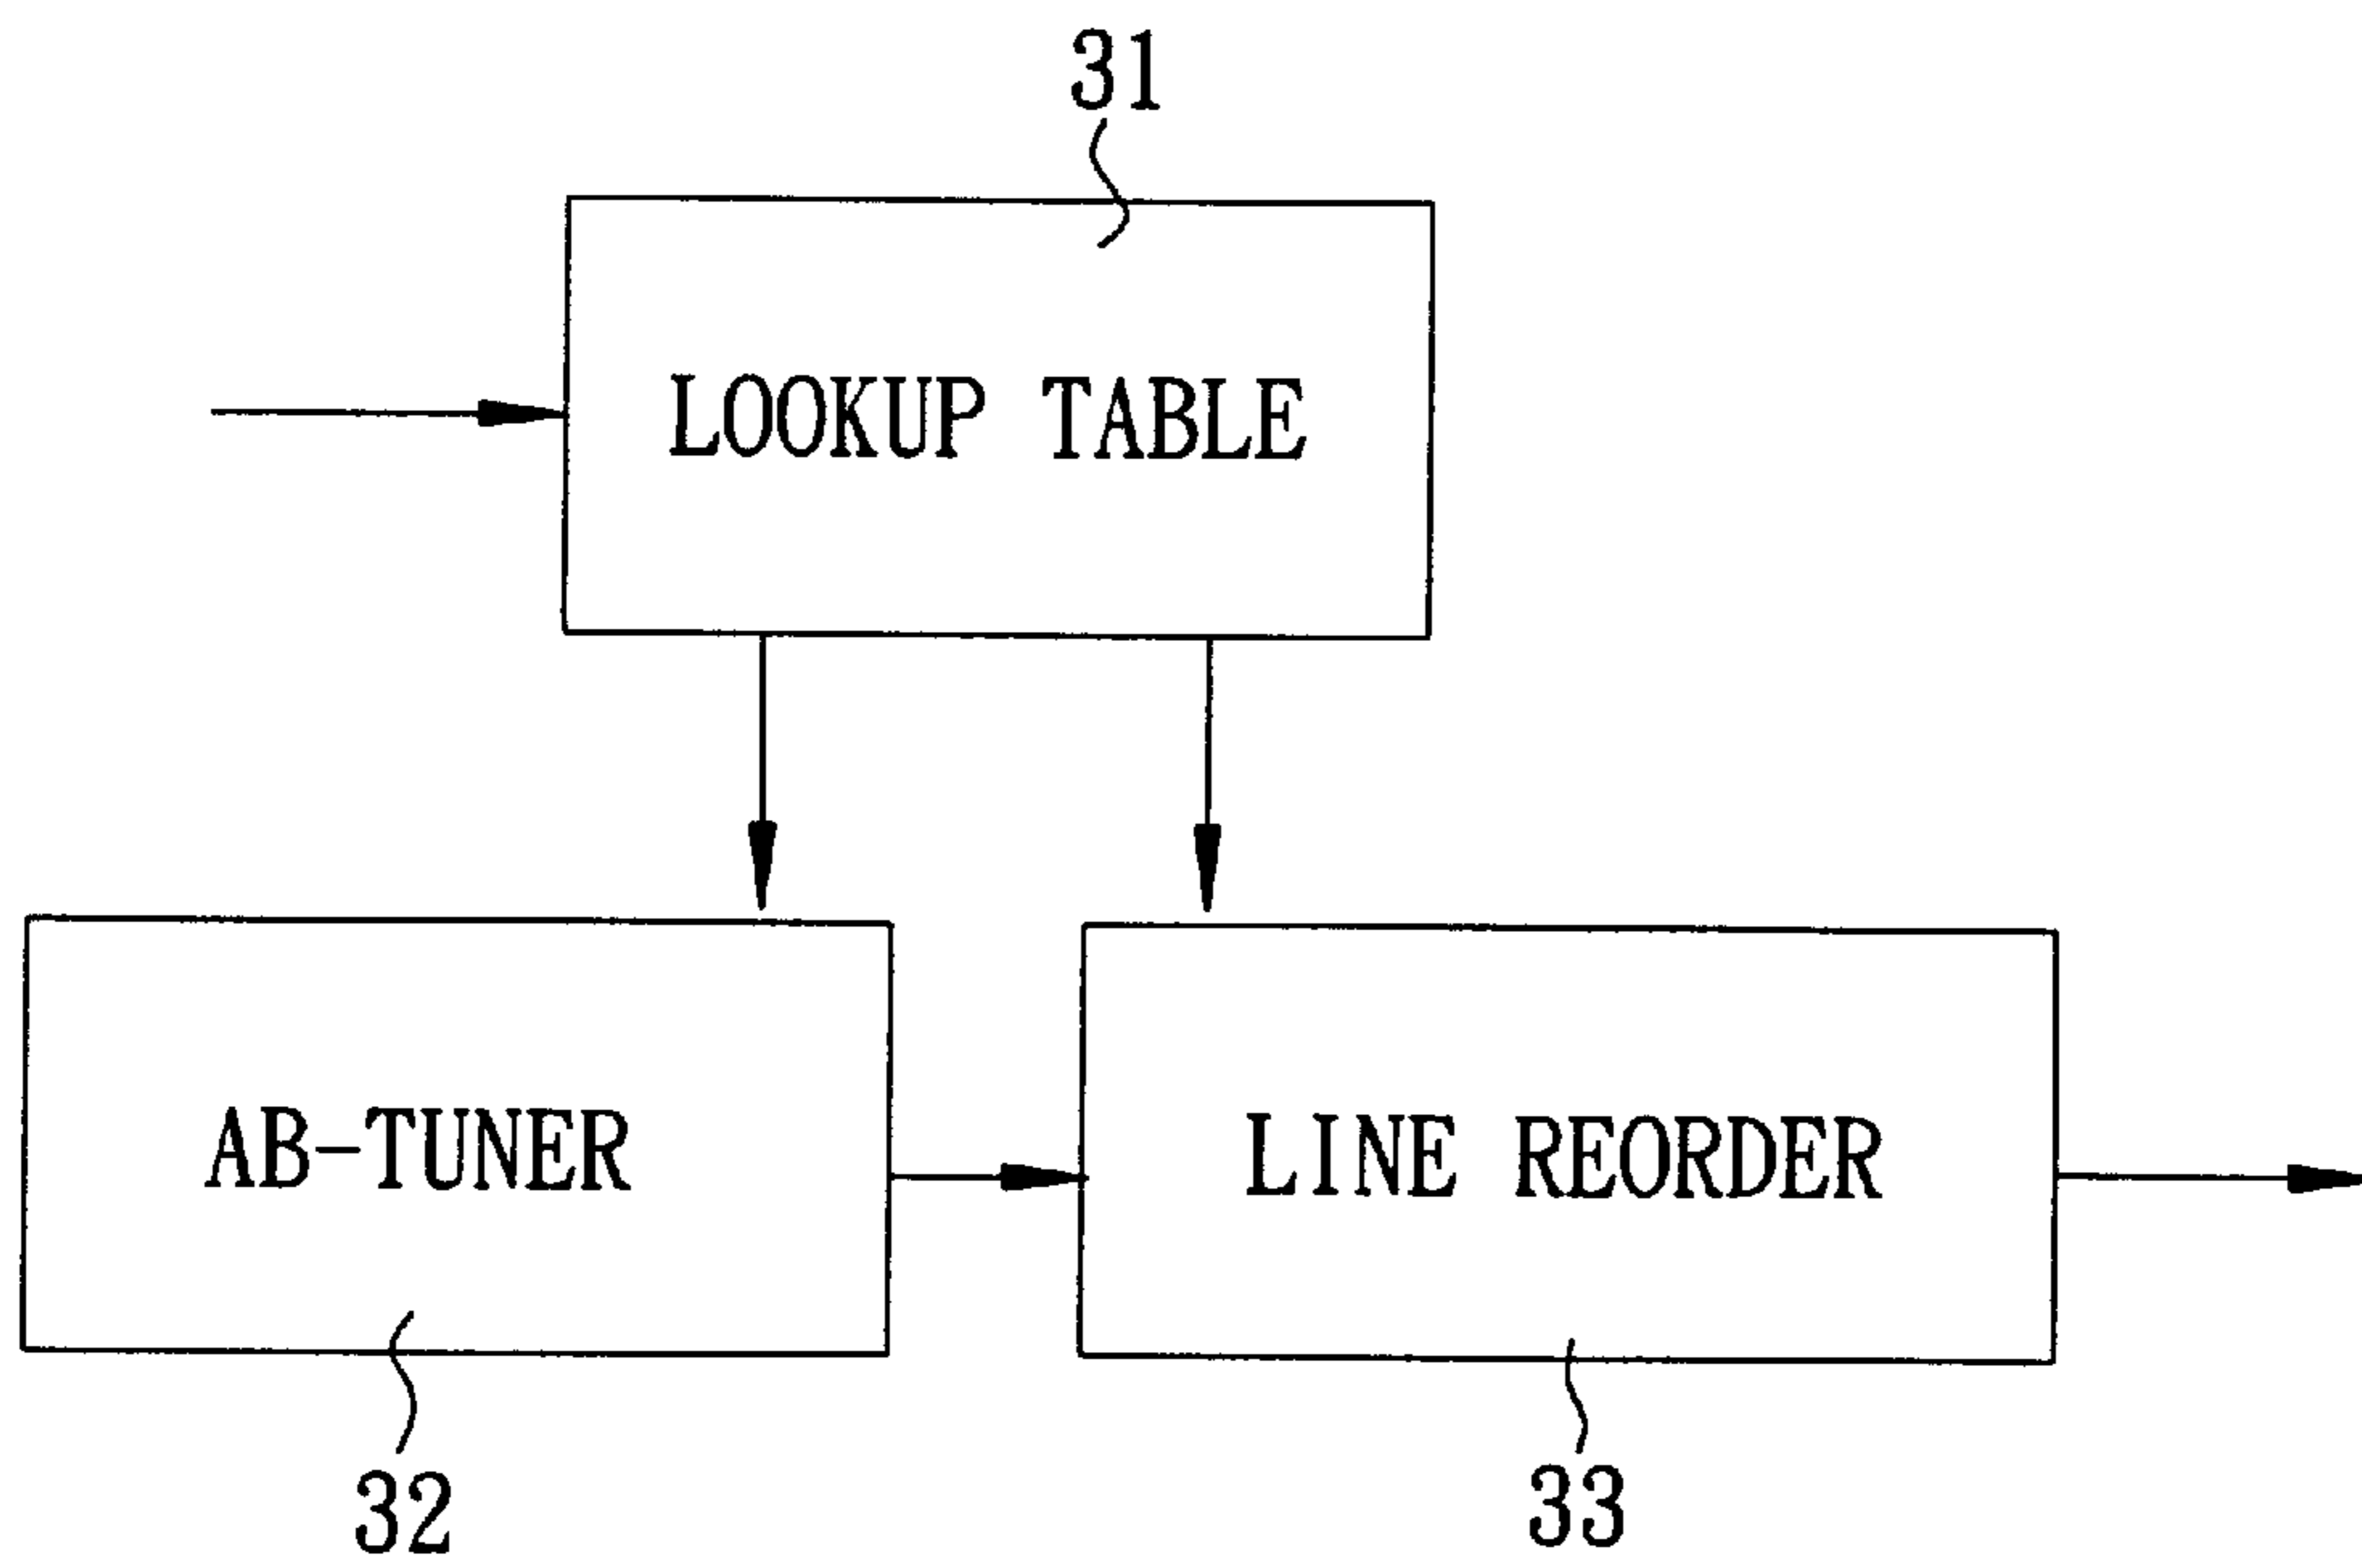 31
LOOKUP TABLE
AB-TUNER
LINE REORDER
32
33